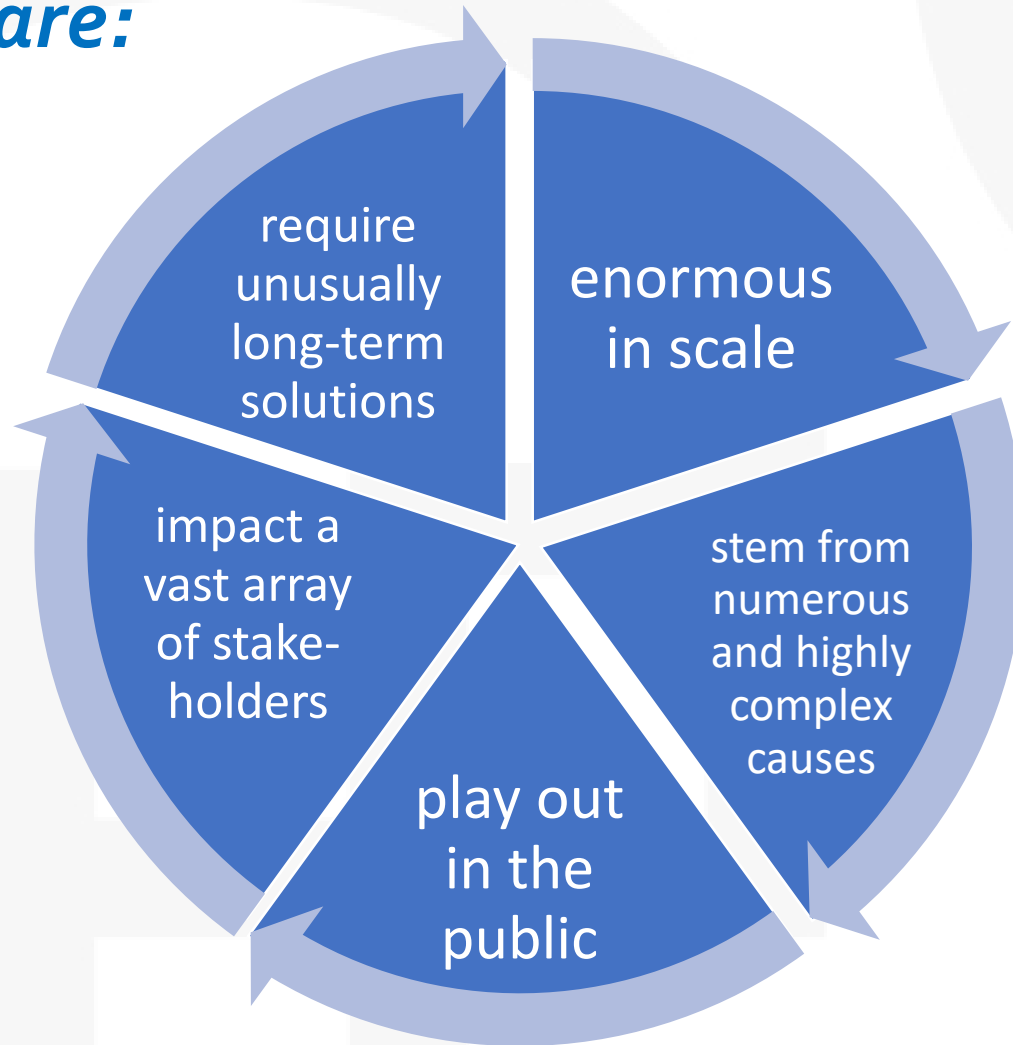 are:
enormous
in scale
stem from
numerous
and highly
complex
causes
play out
in the
public
impact a
vast array
of stake-
holders
require
unusually
long-term
solutions